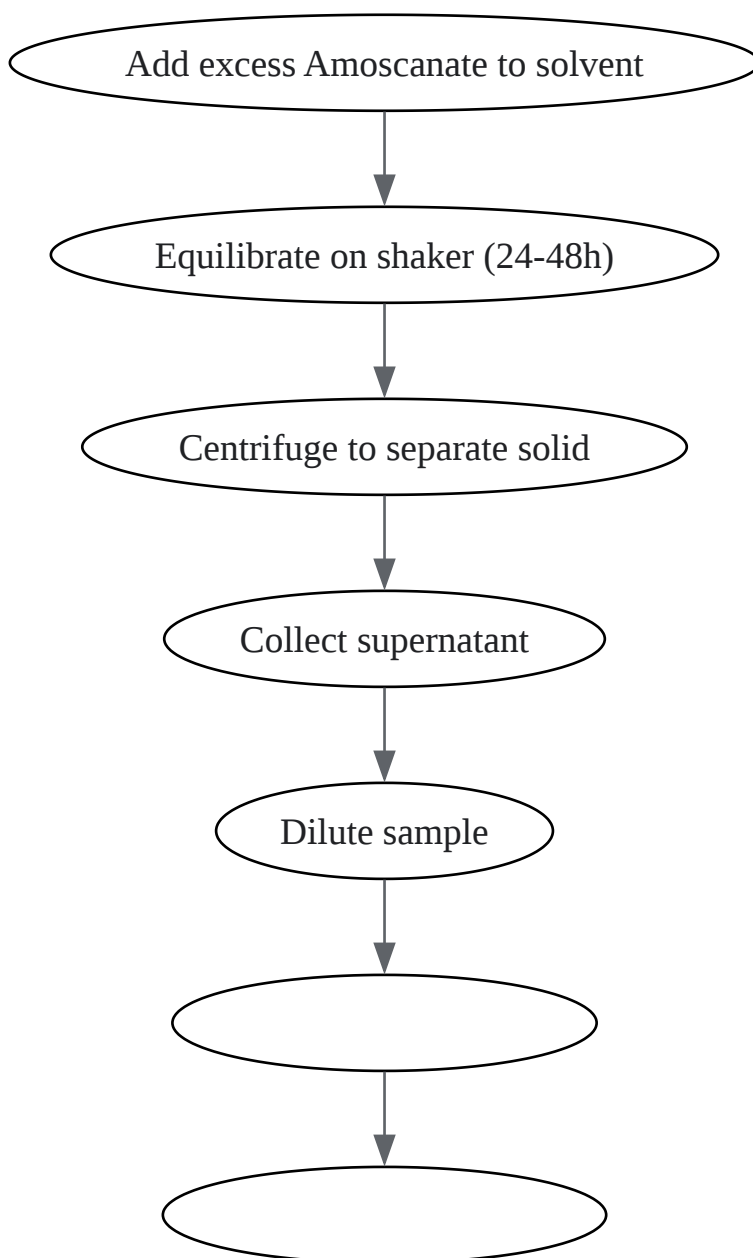 Add excess Amoscanate to solvent
Equilibrate on shaker (24-48h)
Centrifuge to separate solid
Collect supernatant
Dilute sample